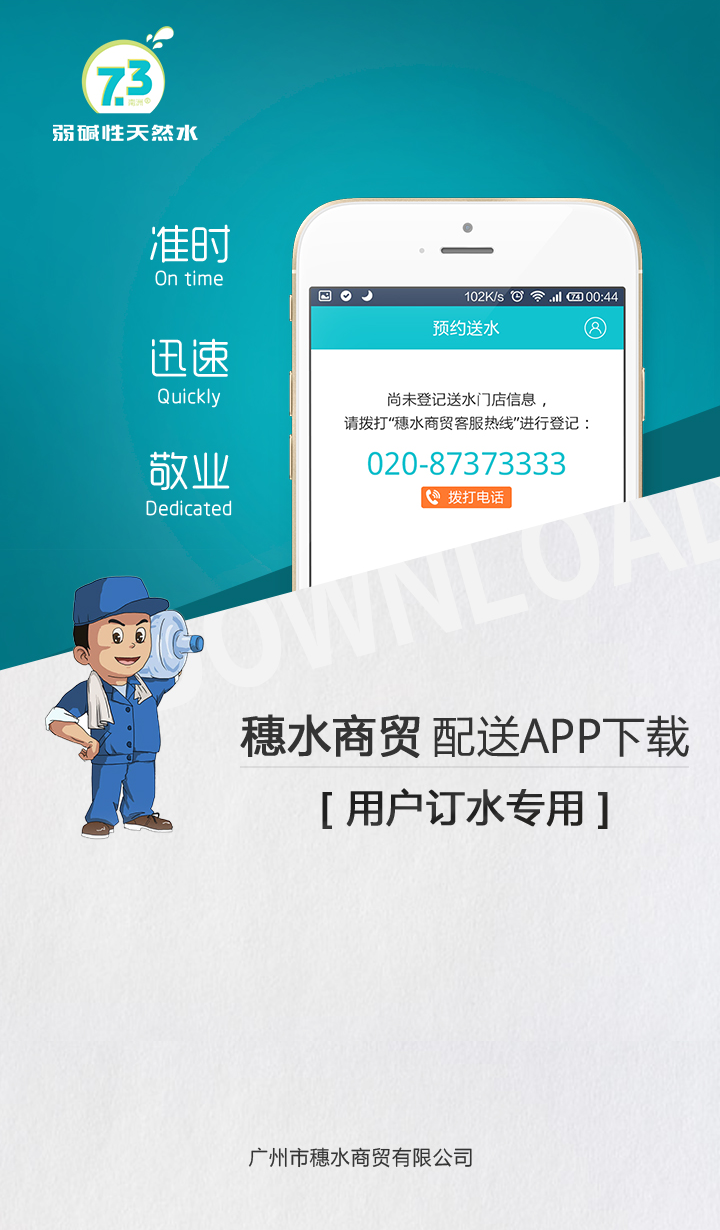 7.3
弱碱性天然水
准时
On time
迅速
Quickly
敬业
Dedicated
102K/s 74 00:44
预约送水
尚未登记送水门店信息，
请拨打“穗水商贸客服热线”进行登记：
020-87373333
拨打电话
DOWNLOAD
穗水商贸 配送APP下载
[ 用户订水专用 ]
广州市穗水商贸有限公司